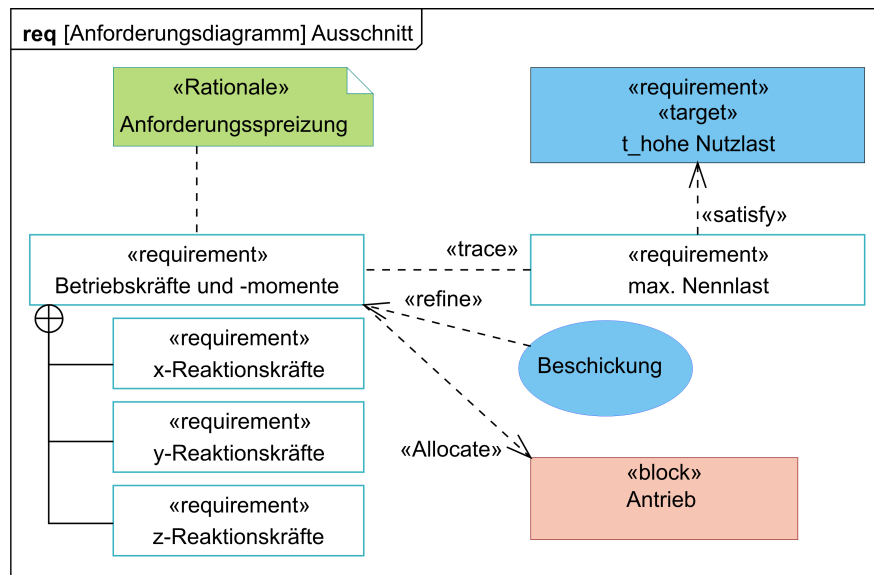 req [Anforderungsdiagramm] Ausschnitt
«Rationale»
Anforderungsspreizung
«requirement»
«target»
t_hohe Nutzlast
«satisfy»
«requirement»
Betriebskräfte und -momente
«trace»
«requirement»
max. Nennlast
«refine»
«requirement»
x-Reaktionskräfte
Beschickung
«requirement»
y-Reaktionskräfte
«Allocate»
«block»
Antrieb
«requirement»
z-Reaktionskräfte